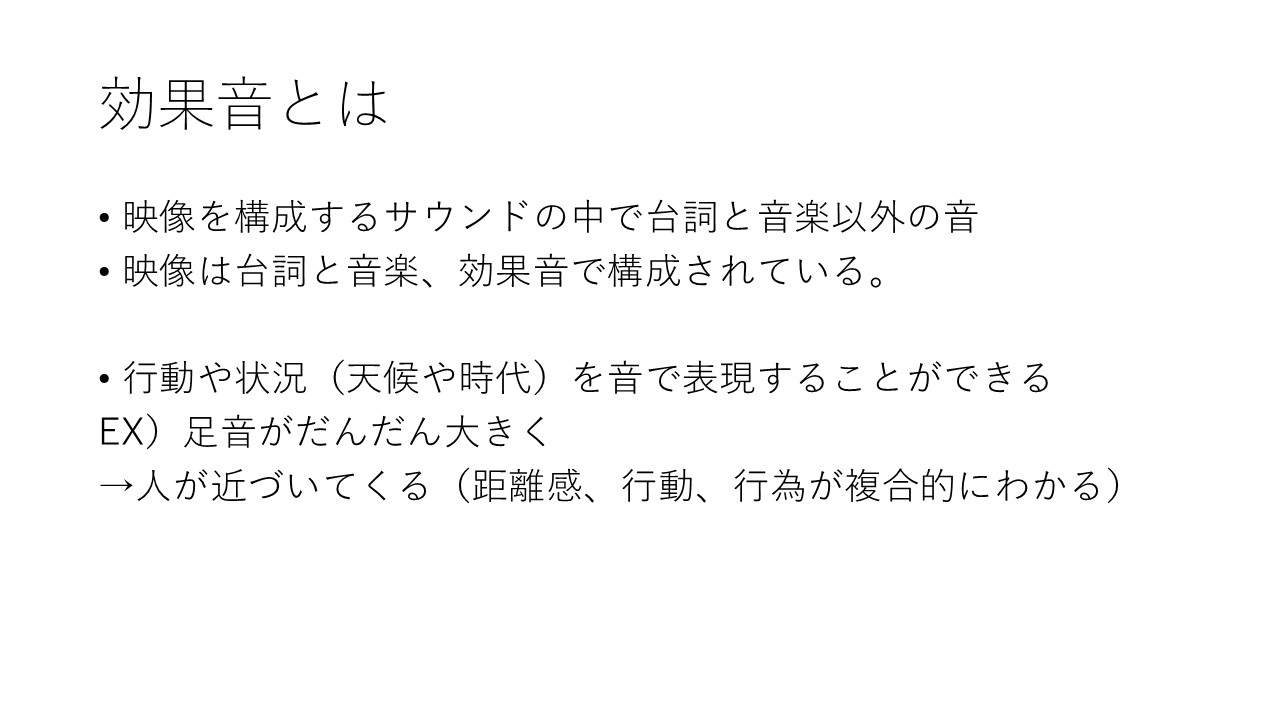 効果音とは
• 映像を構成するサウンドの中で台詞と音楽以外の音
• 映像は台詞と音楽、効果音で構成されている。
• 行動や状況（天候や時代）を音で表現することができる
EX）足音がだんだん大きく
→人が近づいてくる（距離感、行動、行為が複合的にわかる）